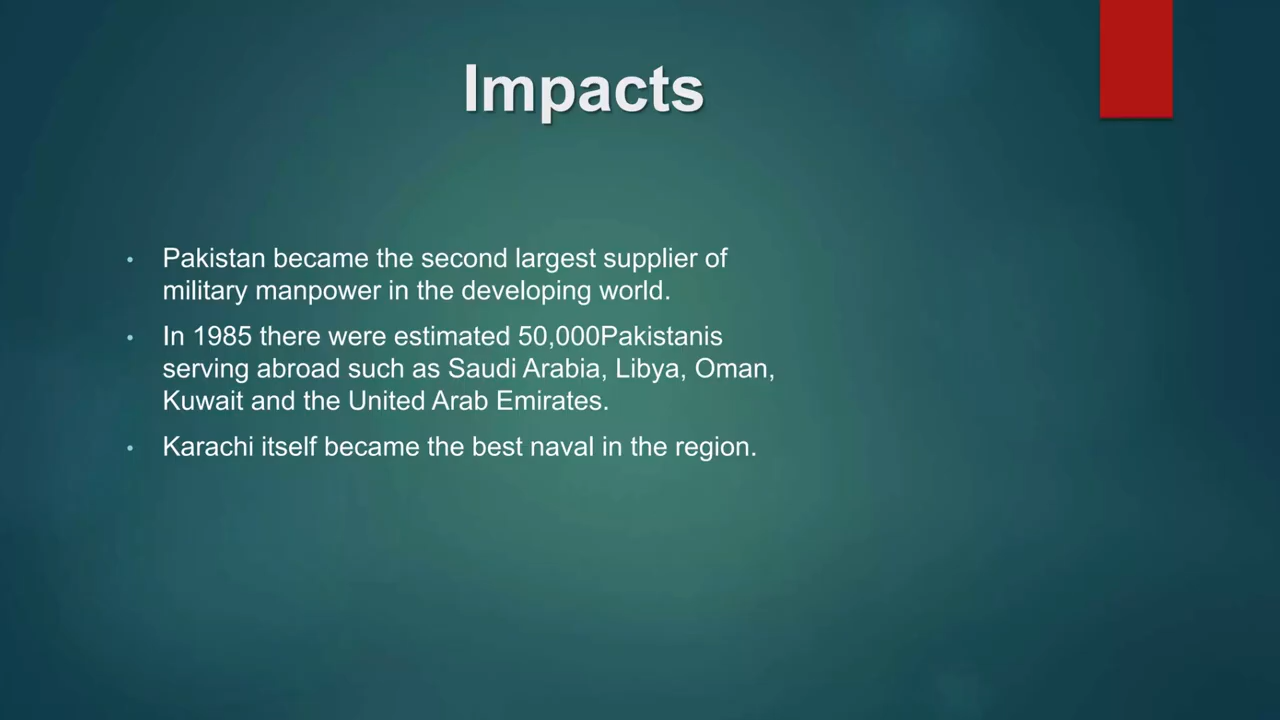 Impacts
• Pakistan became the second largest supplier of
military manpower in the developing world.
• In 1985 there were estimated 50,000Pakistanis
serving abroad such as Saudi Arabia, Libya, Oman,
Kuwait and the United Arab Emirates.
• Karachi itself became the best naval in the region.